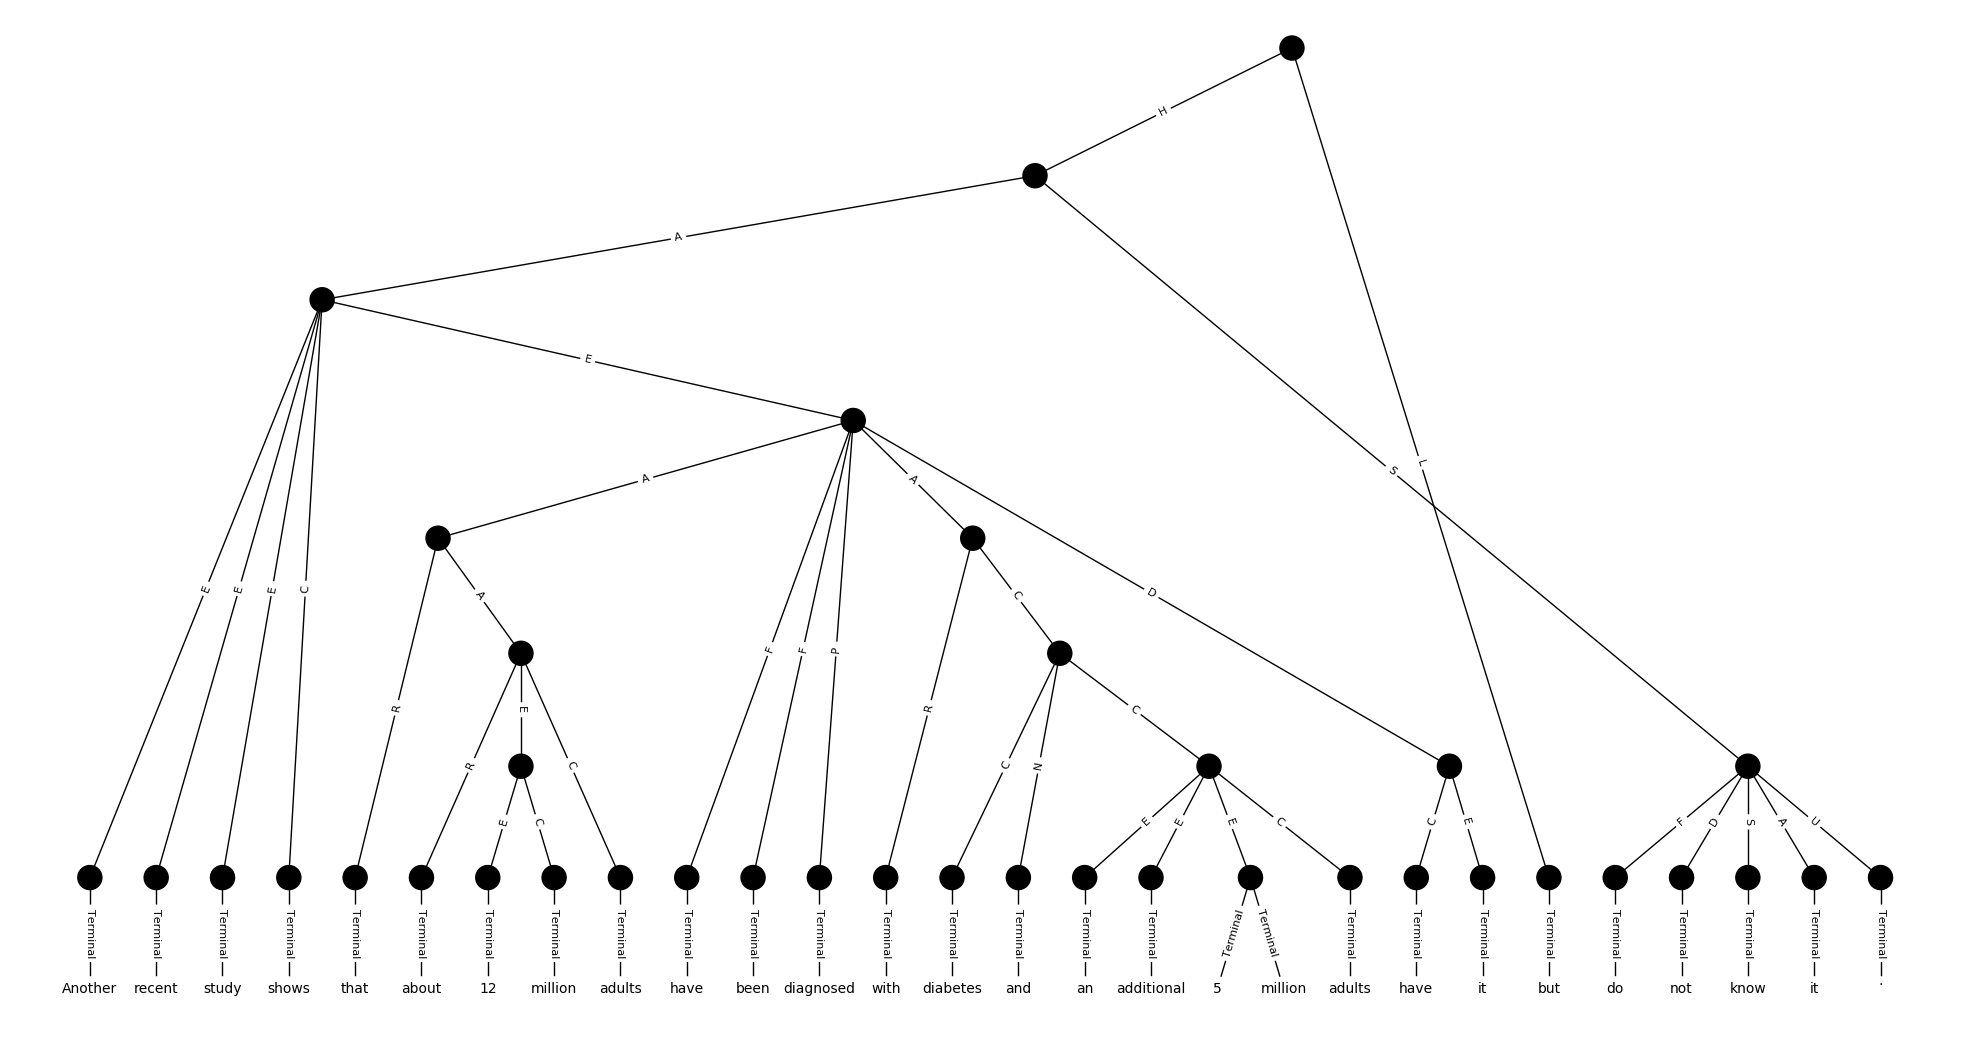 H
A
E
A
A
L
S
E E E C
A
C
D
F F P
R
E
R
C
N
C
R
C
E C
E E E C
C E
F D S A U
Terminal Terminal Terminal Terminal Terminal Terminal Terminal Terminal Terminal Terminal Terminal Terminal Terminal Terminal Terminal Terminal Terminal Terminal Terminal Terminal Terminal Terminal Terminal Terminal Terminal Terminal Terminal Terminal
Another recent study shows that about 12 million adults have been diagnosed with diabetes and an additional 5 million adults have it but do not know it .